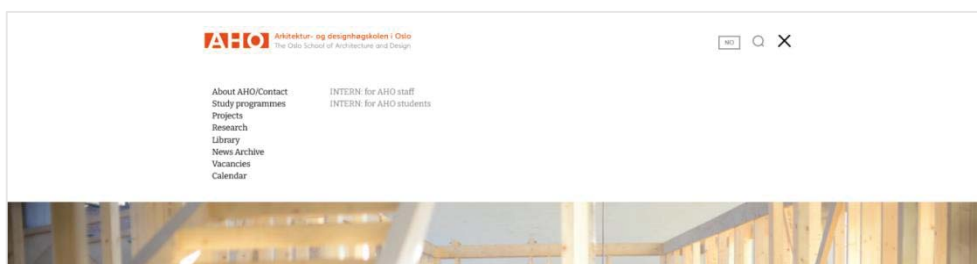 AHO Arkitektur- og designhøgskolen i Oslo
The Oslo School of Architecture and Design
NO
About AHO/Contact
Study programmes
Projects
Research
Library
News Archive
Vacancies
Calendar
INTERN: for AHO staff
INTERN: for AHO students